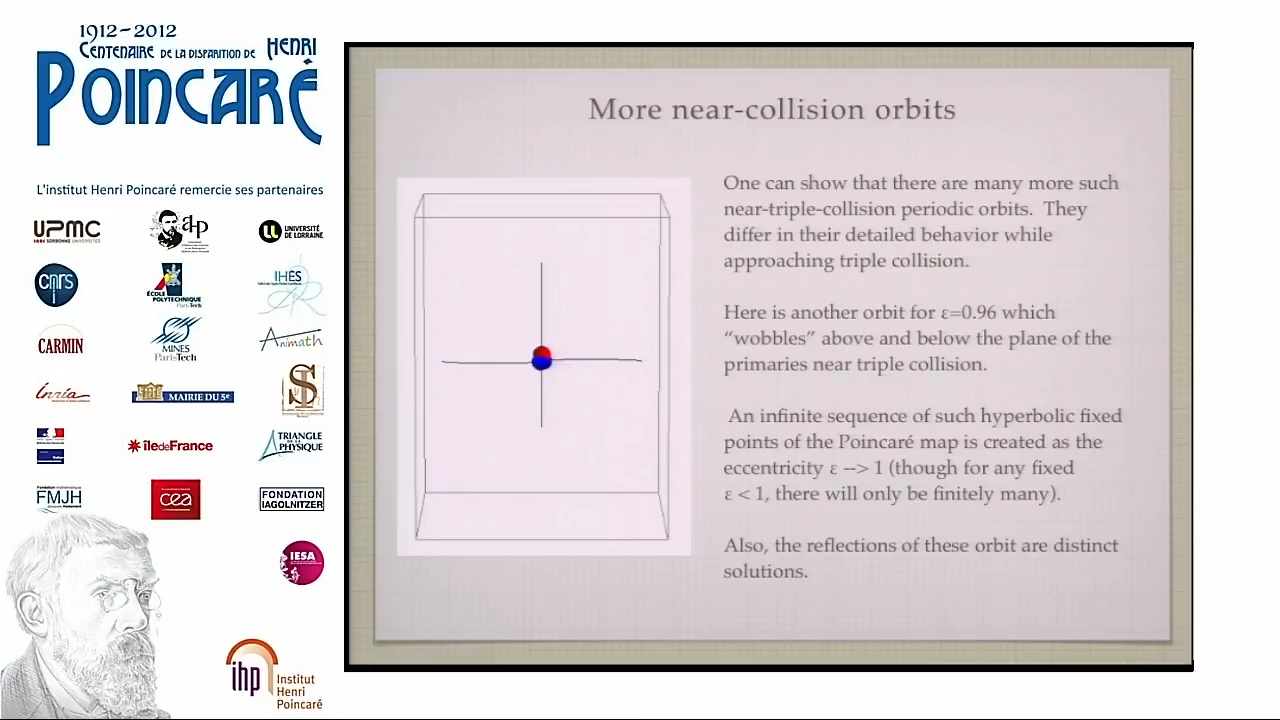 1912-2012
CENTENAIRE DE LA DISPARITION DE HENRI
POINCARÉ
L'institut Henri Poincaré remercie ses partenaires
UPMC
SORBONNE UNIVERSITÉS
ahp
UNIVERSITÉ
DE LORRAINE
cnrs
ÉCOLE
POLYTECHNIQUE
ParisTech
IHÉS
CARMIN
MINES
ParisTech
Animath
Inria
MAIRIE DU 5e
S
îledeFrance
TRIANGLE
DE LA
PHYSIQUE
FMJH
cea
FONDATION
IAGOLNITZER
IESA
ihp
Institut
Henri
Poincaré
More near-collision orbits
One can show that there are many more such
near-triple-collision periodic orbits. They
differ in their detailed behavior while
approaching triple collision.
Here is another orbit for ε=0.96 which
“wobbles” above and below the plane of the
primaries near triple collision.
An infinite sequence of such hyperbolic fixed
points of the Poincaré map is created as the
eccentricity ε --> 1 (though for any fixed
ε < 1, there will only be finitely many).
Also, the reflections of these orbit are distinct
solutions.